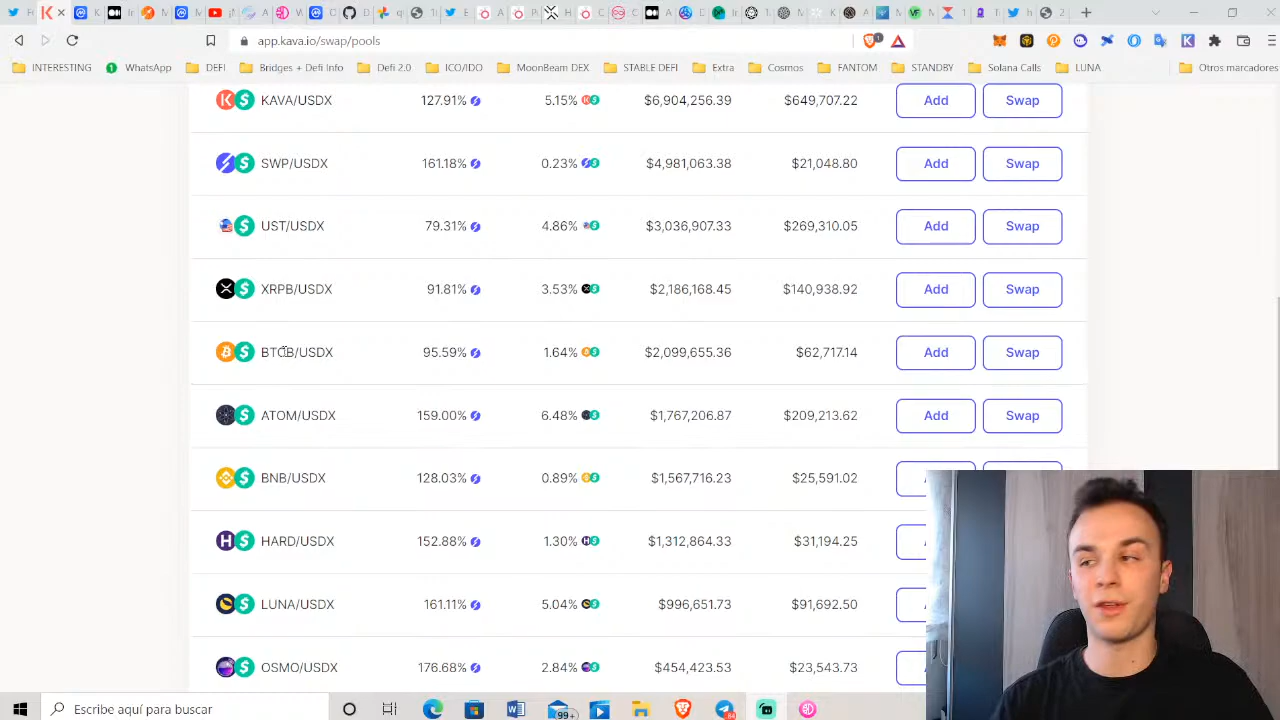 app.kava.io/swap/pools
1
INTERESTING
WhatsApp
DEFI
Bridges + Defi Info
Defi 2.0
ICO/IDO
MoonBeam DEX
STABLE DEFI
Extra
Cosmos
FANTOM
STANDBY
Solana Calls
LUNA
Otros marcadores
KAVA/USDX 127.91% 5.15% $6,904,256.39 $649,707.22 Add Swap
SWP/USDX 161.18% 0.23% $4,981,063.38 $21,048.80 Add Swap
UST/USDX 79.31% 4.86% $3,036,907.33 $269,310.05 Add Swap
XRPB/USDX 91.81% 3.53% $2,186,168.45 $140,938.92 Add Swap
BTCB/USDX 95.59% 1.64% $2,099,655.36 $62,717.14 Add Swap
ATOM/USDX 159.00% 6.48% $1,767,206.87 $209,213.62 Add Swap
BNB/USDX 128.03% 0.89% $1,567,716.23 $25,591.02
HARD/USDX 152.88% 1.30% $1,312,864.33 $31,194.25
LUNA/USDX 161.11% 5.04% $996,651.73 $91,692.50
OSMO/USDX 176.68% 2.84% $454,423.53 $23,543.73
Escribe aquí para buscar
99+